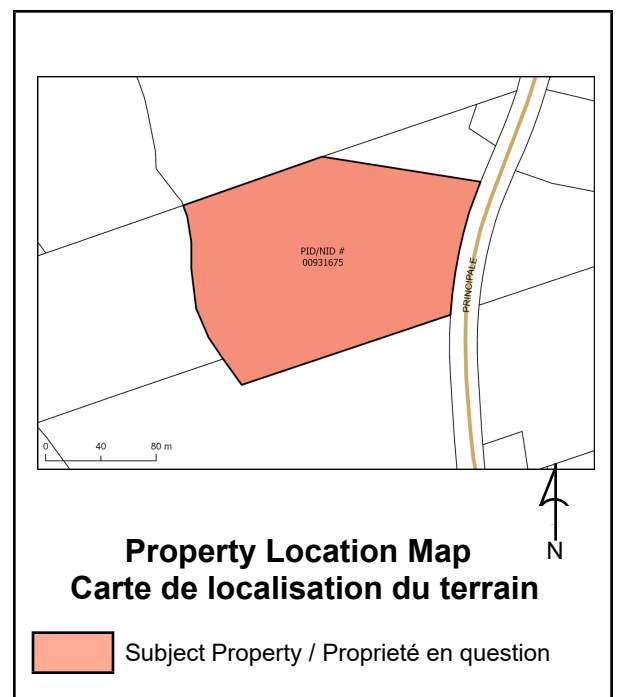 PID/NID #
00931675
PRINCIPALE
0 40 80 m
N
Property Location Map
Carte de localisation du terrain
Subject Property / Proprieté en question